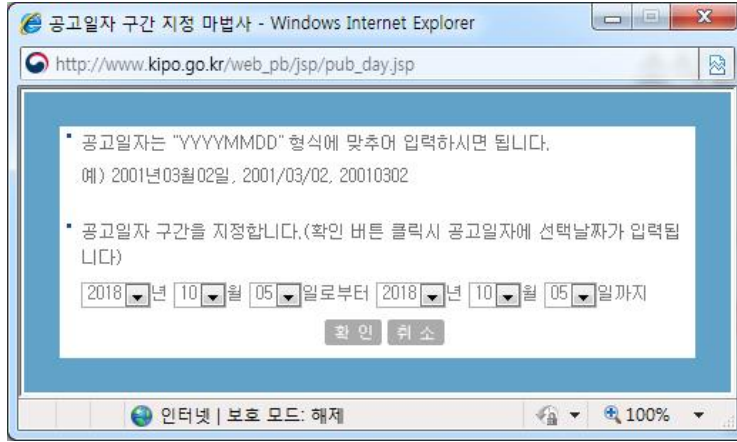 공고일자 구간 지정 마법사 - Windows Internet Explorer
http://www.kipo.go.kr/web_pb/jsp/pub_day.jsp
공고일자는 "YYYYMMDD" 형식에 맞추어 입력하시면 됩니다.
예) 2001년03월02일, 2001/03/02, 20010302
공고일자 구간을 지정합니다.(확인 버튼 클릭시 공고일자에 선택날짜가 입력됩
니다)
2018 년 10 월 05 일로부터 2018 년 10 월 05 일까지
확 인 취 소
인터넷 | 보호 모드: 해제 100%